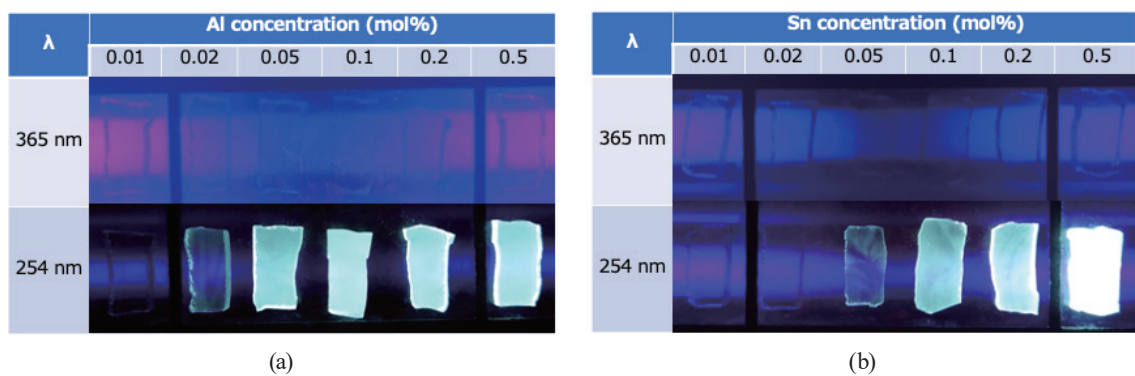 λ Al concentration (mol%)
0.01 0.02 0.05 0.1 0.2 0.5
365 nm
254 nm
(a)
λ Sn concentration (mol%)
0.01 0.02 0.05 0.1 0.2 0.5
365 nm
254 nm
(b)